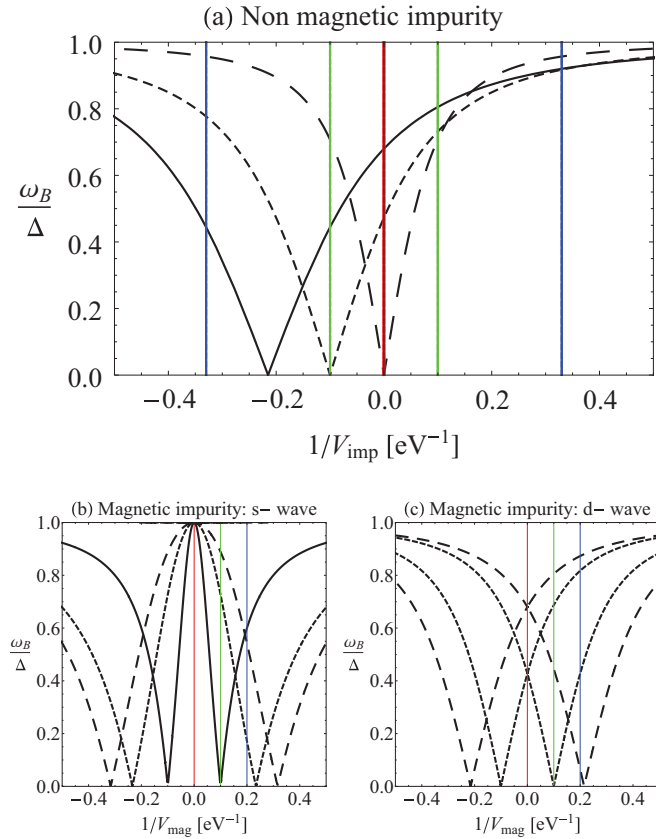 (a) Non magnetic impurity
1.0
0.8
0.6
0.4
0.2
0.0
ω_B/Δ
−0.4 −0.2 0.0 0.2 0.4
1/V_imp [eV⁻¹]
(b) Magnetic impurity: s− wave
1.0
0.8
0.6
0.4
0.2
0.0
ω_B/Δ
−0.4 −0.2 0.0 0.2 0.4
1/V_mag [eV⁻¹]
(c) Magnetic impurity: d− wave
1.0
0.8
0.6
0.4
0.2
0.0
ω_B/Δ
−0.4 −0.2 0.0 0.2 0.4
1/V_mag [eV⁻¹]